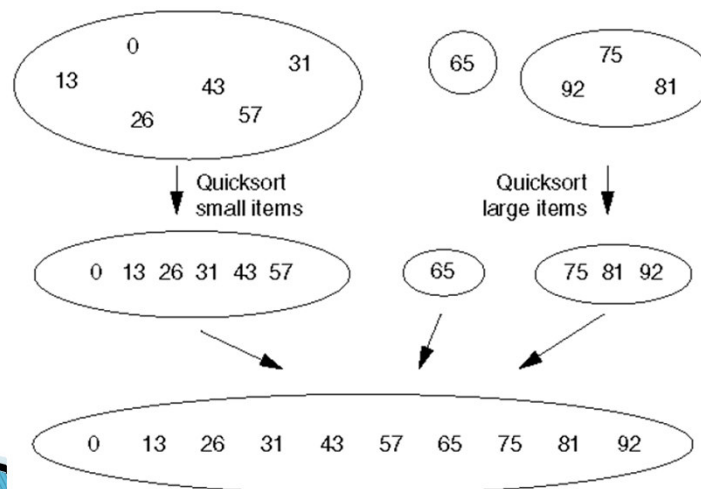 0
31
13
43
26
57
65
75
92
81
Quicksort
small items
Quicksort
large items
0 13 26 31 43 57
65
75 81 92
0 13 26 31 43 57 65 75 81 92